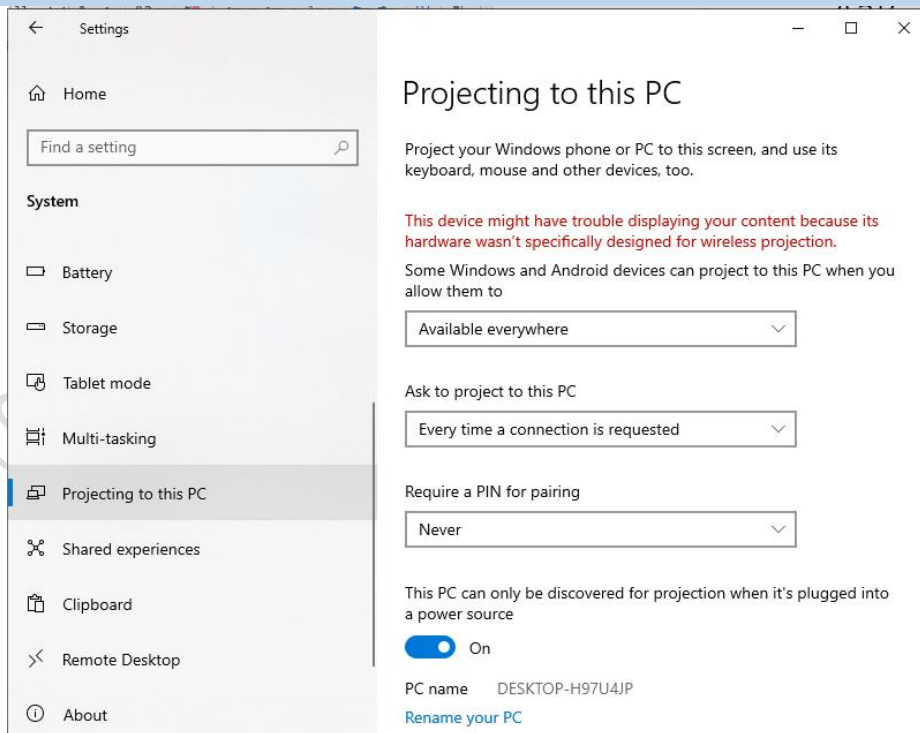 Settings
Home
Find a setting
System
Battery
Storage
Tablet mode
Multi-tasking
Projecting to this PC
Shared experiences
Clipboard
Remote Desktop
About
Projecting to this PC
Project your Windows phone or PC to this screen, and use its
keyboard, mouse and other devices, too.
This device might have trouble displaying your content because its
hardware wasn't specifically designed for wireless projection.
Some Windows and Android devices can project to this PC when you
allow them to
Available everywhere
Ask to project to this PC
Every time a connection is requested
Require a PIN for pairing
Never
This PC can only be discovered for projection when it's plugged into
a power source
On
PC name DESKTOP-H97U4JP
Rename your PC